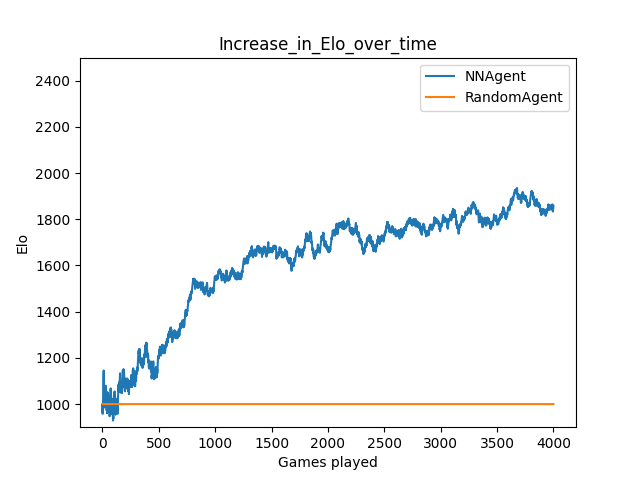 Increase_in_Elo_over_time
NNAgent
RandomAgent
2400
2200
2000
1800
1600
1400
1200
1000
Elo
0 500 1000 1500 2000 2500 3000 3500 4000
Games played